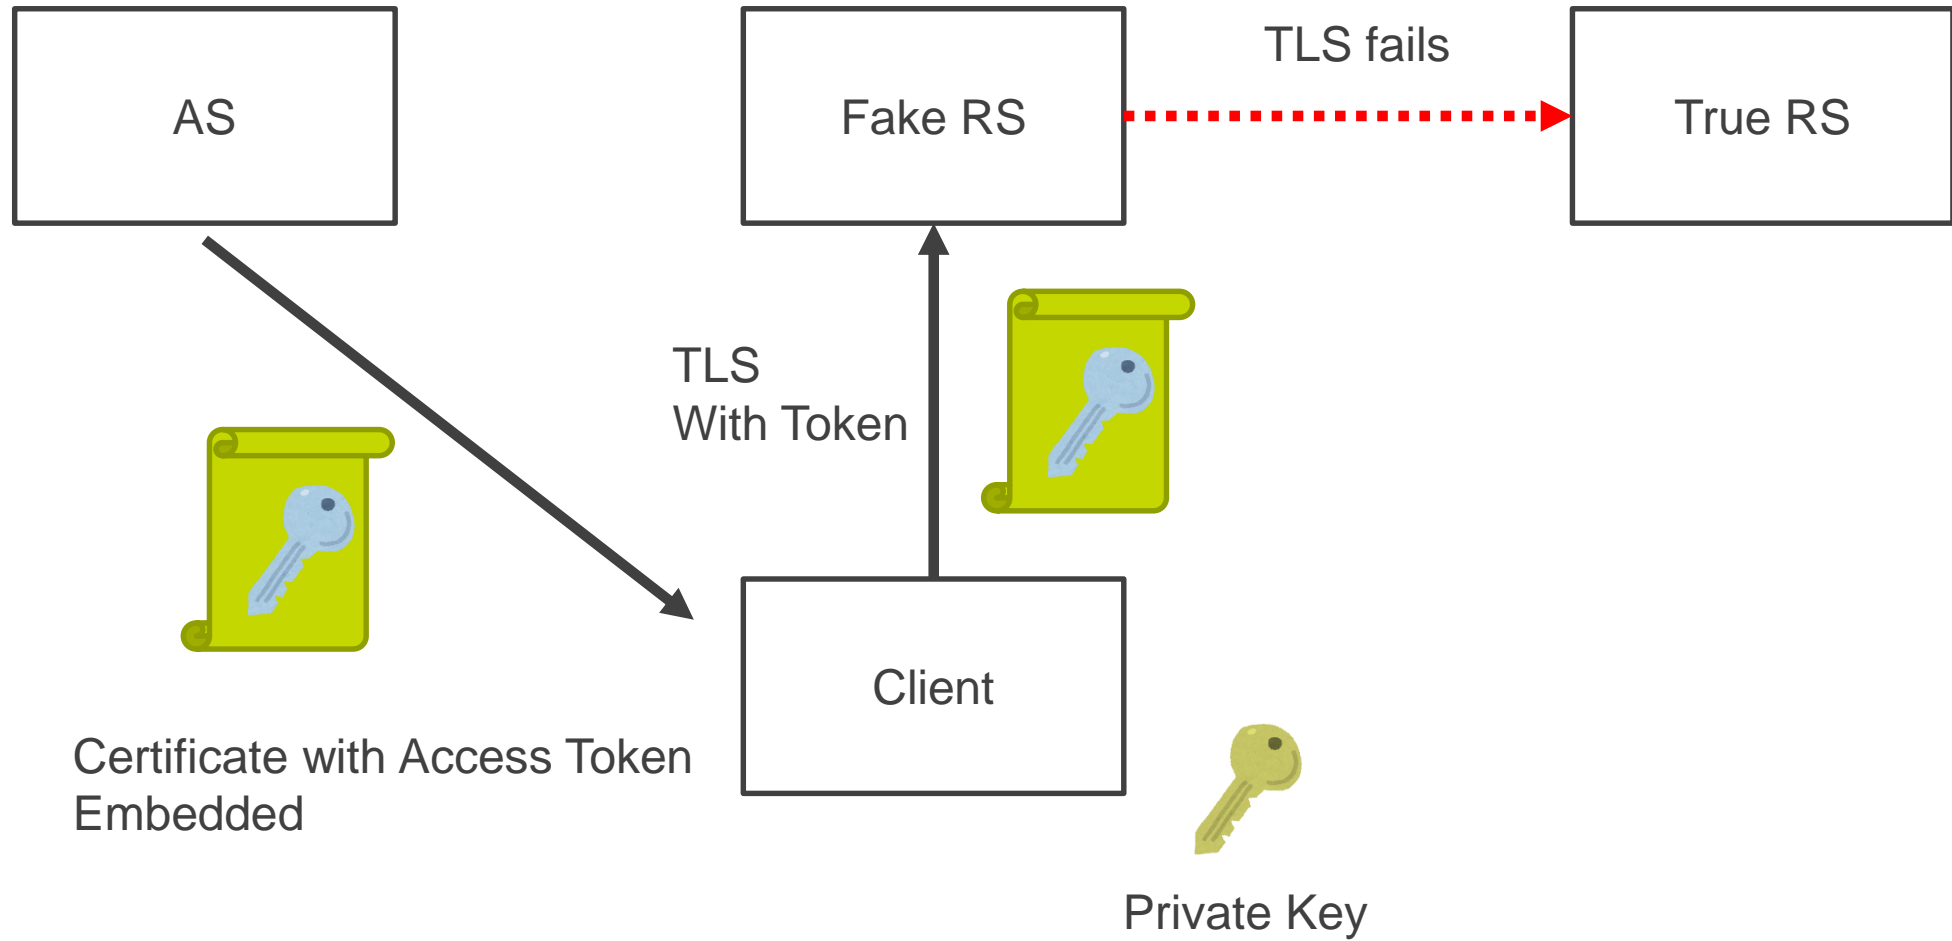 AS
Fake RS
TLS fails
True RS
TLS
With Token
Client
Certificate with Access Token
Embedded
Private Key